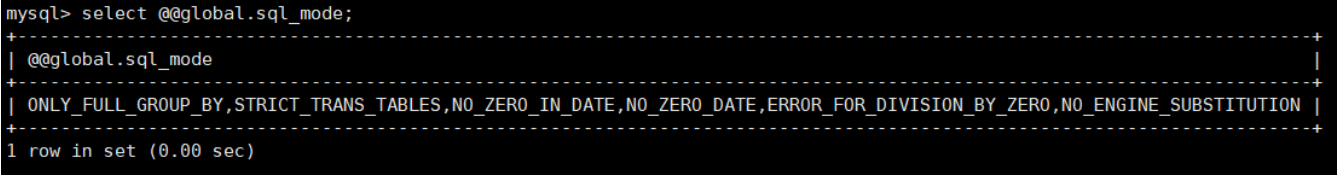 mysql> select @@global.sql_mode;
+-------------------------------------------------------------------------------------------------------------------------------------------+
| @@global.sql_mode                                                                                                                         |
+-------------------------------------------------------------------------------------------------------------------------------------------+
| ONLY_FULL_GROUP_BY,STRICT_TRANS_TABLES,NO_ZERO_IN_DATE,NO_ZERO_DATE,ERROR_FOR_DIVISION_BY_ZERO,NO_ENGINE_SUBSTITUTION |
+-------------------------------------------------------------------------------------------------------------------------------------------+
1 row in set (0.00 sec)